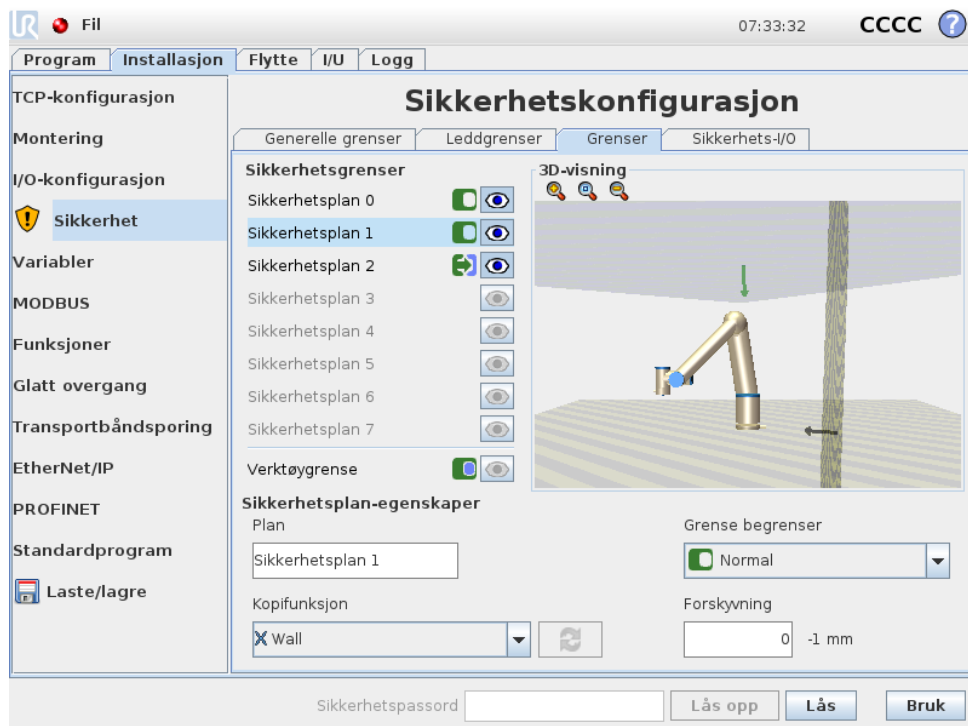 UR Fil 07:33:32 CCCC ?
Program Installasjon Flytte I/U Logg
TCP-konfigurasjon
Montering
I/O-konfigurasjon
Sikkerhet
Variabler
MODBUS
Funksjoner
Glatt overgang
Transportbåndsporing
EtherNet/IP
PROFINET
Standardprogram
Laste/lagre
Sikkerhetskonfigurasjon
Generelle grenser Leddgrenser Grenser Sikkerhets-I/O
Sikkerhetsgrenser
Sikkerhetsplan 0
Sikkerhetsplan 1
Sikkerhetsplan 2
Sikkerhetsplan 3
Sikkerhetsplan 4
Sikkerhetsplan 5
Sikkerhetsplan 6
Sikkerhetsplan 7
Verktøygrense
3D-visning
Sikkerhetsplan-egenskaper
Plan
Sikkerhetsplan 1
Grense begrenser
Normal
Kopifunksjon
Wall
Forskyvning
0 -1 mm
Sikkerhetspassord Lås opp Lås Bruk